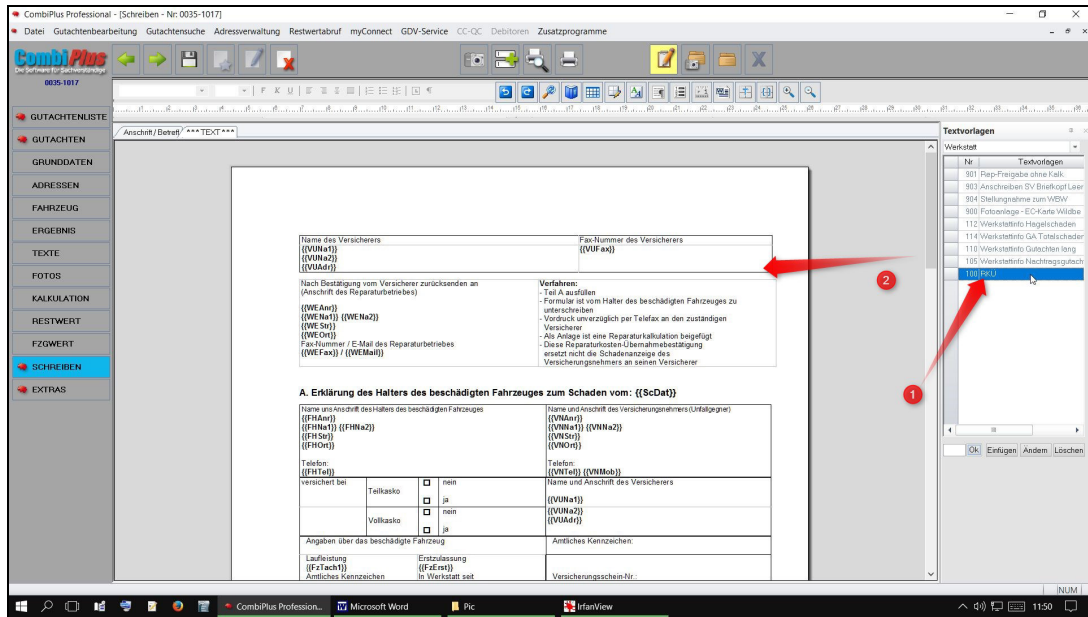 CombiPlus Professional - [Schreiben - Nr: 0035-1017]
Datei Gutachtenbearbeitung Gutachtensuche Adressverwaltung Restwertabruf myConnect GDV-Service CC-QC Debitoren Zusatzprogramme
CombiPlus
Die Software für Sachverständige
0035-1017
F K U
GUTACHTENLISTE
GUTACHTEN
GRUNDDATEN
ADRESSEN
FAHRZEUG
ERGEBNIS
TEXTE
FOTOS
KALKULATION
RESTWERT
FZGWERT
SCHREIBEN
EXTRAS
Anschrift / Betreff
*** TEXT ***
Name des Versicherers
{{VUNa1}}
{{VUNa2}}
{{VUAdr}}
Fax-Nummer des Versicherers
{{VUFax}}
Nach Bestätigung vom Versicherer zurücksenden an
(Anschrift des Reparaturbetriebes)
{{WEAnr}}
{{WENa1}} {{WENa2}}
{{WEStr}}
{{WEOrt}}
Fax-Nummer / E-Mail des Reparaturbetriebes
{{WEFax}} / {{WEMail}}
Verfahren:
- Teil A ausfüllen
- Formular ist vom Halter des beschädigten Fahrzeuges zu
unterschreiben
- Vordruck unverzüglich per Telefax an den zuständigen
Versicherer
- Als Anlage ist eine Reparaturkalkulation beigefügt
- Diese Reparaturkosten-Übernahmebestätigung
ersetzt nicht die Schadenanzeige des
Versicherungsnehmers an seinen Versicherer
A. Erklärung des Halters des beschädigten Fahrzeuges zum Schaden vom: {{ScDat}}
Name uns Anschrift des Halters des beschädigten Fahrzeuges
{{FHAnr}}
{{FHNa1}} {{FHNa2}}
{{FHStr}}
{{FHOrt}}
Telefon:
{{FHTel}}
Name und Anschrift des Versicherungsnehmers (Unfallgegner)
{{VNAnr}}
{{VNNa1}} {{VNNa2}}
{{VNStr}}
{{VNOrt}}
Telefon:
{{VNTel}} {{VNMob}}
versichert bei
Teilkasko
nein
ja
Vollkasko
nein
ja
Name und Anschrift des Versicherers
{{VUNa1}}
{{VUNa2}}
{{VUAdr}}
Angaben über das beschädigte Fahrzeug
Amtliches Kennzeichen:
Laufleistung
{{FzTach1}}
Amtliches Kennzeichen
Erstzulassung
{{FzErst}}
In Werkstatt seit
Versicherungsschein-Nr.:
Textvorlagen
Werkstatt
Nr Textvorlagen
901 Rep-Freigabe ohne Kalk.
903 Anschreiben SV Briefkopf Leer
904 Stellungnahme zum WBW
900 Fotoanlage - EC-Karte Wildbe
112 Werkstattinfo Hagelschaden
114 Werkstattinfo GA Totalschader
110 Werkstattinfo Gutachten lang
105 Werkstattinfo Nachtragsgutach
100 RKÜ
Ok Einfügen Ändern Löschen
2
1
NUM
CombiPlus Profession...
Microsoft Word
Pic
IrfanView
11:50